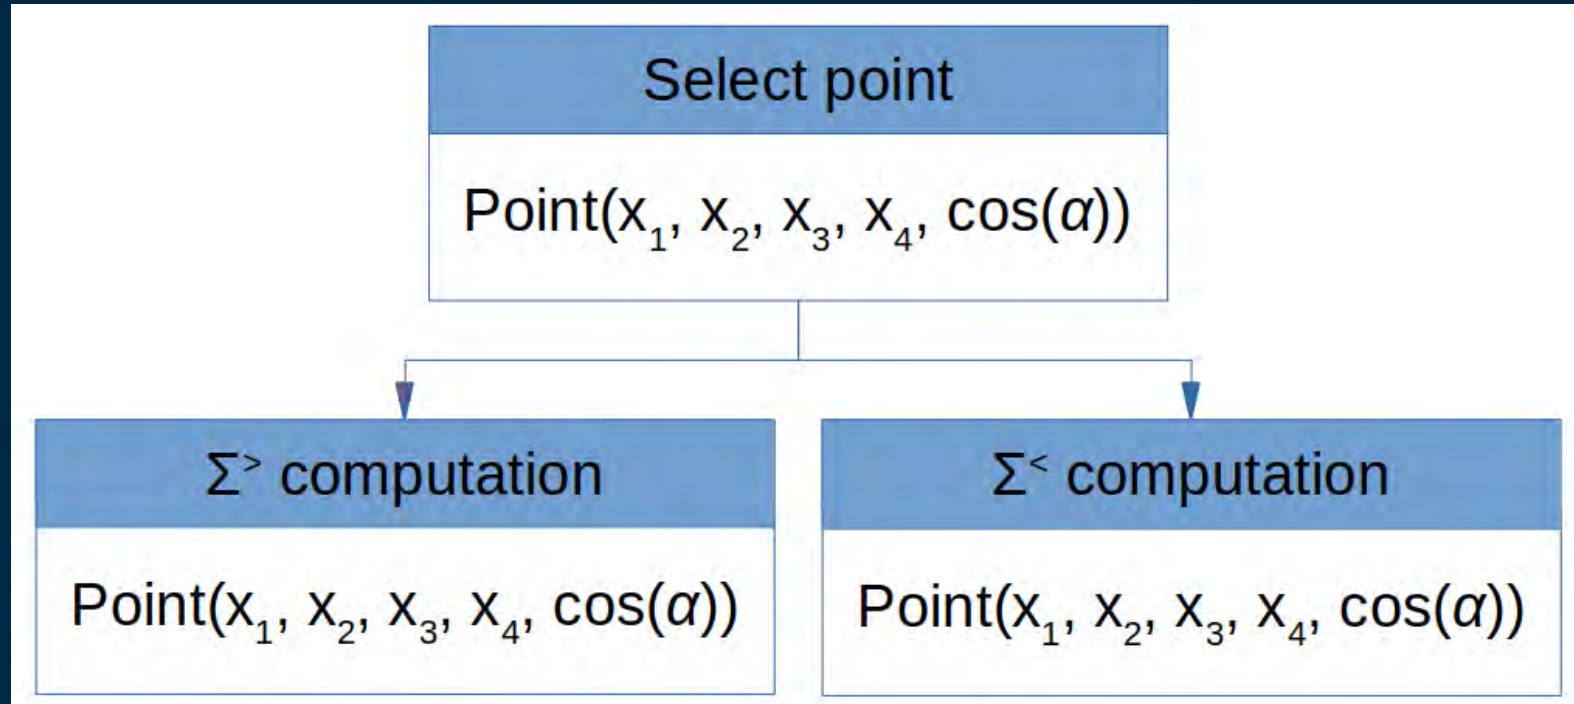 Select point
Point(x₁, x₂, x₃, x₄, cos(α))
Σ˃ computation
Point(x₁, x₂, x₃, x₄, cos(α))
Σ˂ computation
Point(x₁, x₂, x₃, x₄, cos(α))